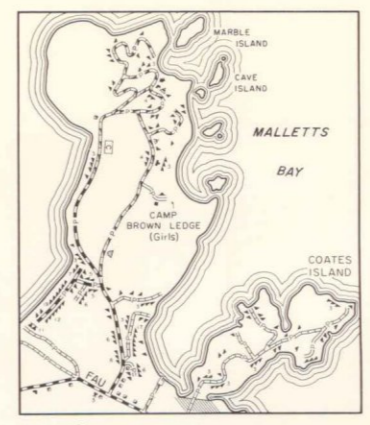 MARBLE
ISLAND
CAVE
ISLAND
MALLETTS
BAY
CAMP
BROWN LEDGE
(Girls)
COATES
ISLAND
FAU